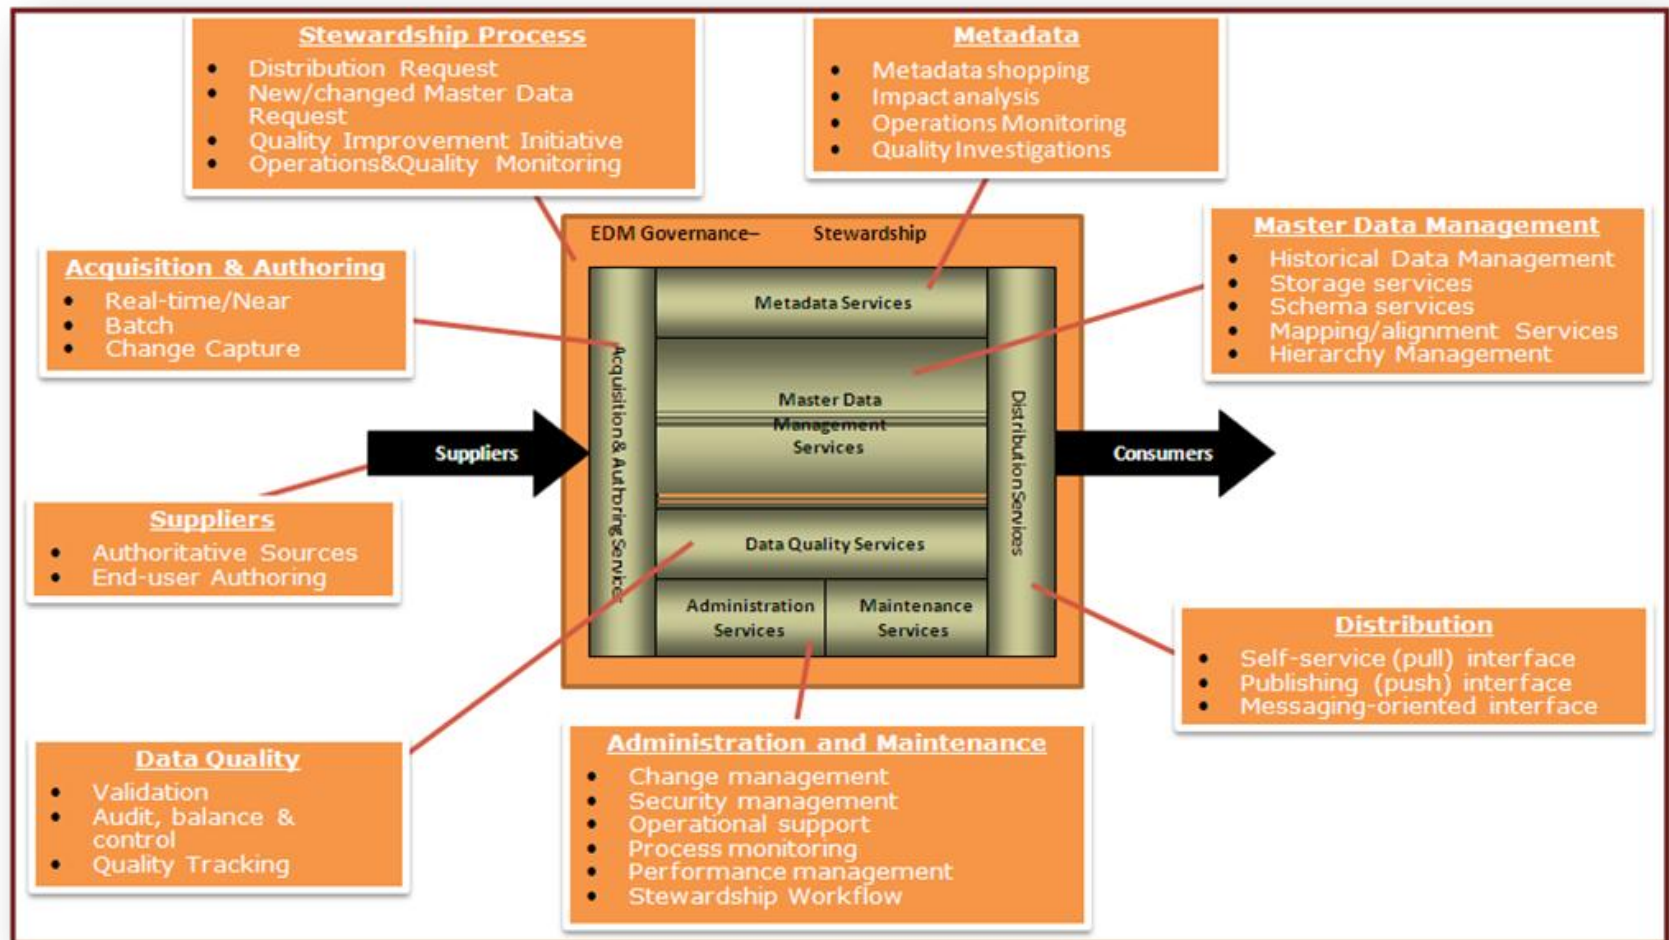 Stewardship Process
Distribution Request
New/changed Master Data
Request
Quality Improvement Initiative
Operations&Quality Monitoring
Metadata
Metadata shopping
Impact analysis
Operations Monitoring
Quality Investigations
Acquisition & Authoring
Real-time/Near
Batch
Change Capture
EDM Governance– Stewardship
Metadata Services
Master Data
Management
Services
Data Quality Services
Administration
Services
Maintenance
Services
Acquisition & Authoring Services
Distribution Services
Master Data Management
Historical Data Management
Storage services
Schema services
Mapping/alignment Services
Hierarchy Management
Suppliers
Consumers
Suppliers
Authoritative Sources
End-user Authoring
Distribution
Self-service (pull) interface
Publishing (push) interface
Messaging-oriented interface
Data Quality
Validation
Audit, balance &
control
Quality Tracking
Administration and Maintenance
Change management
Security management
Operational support
Process monitoring
Performance management
Stewardship Workflow